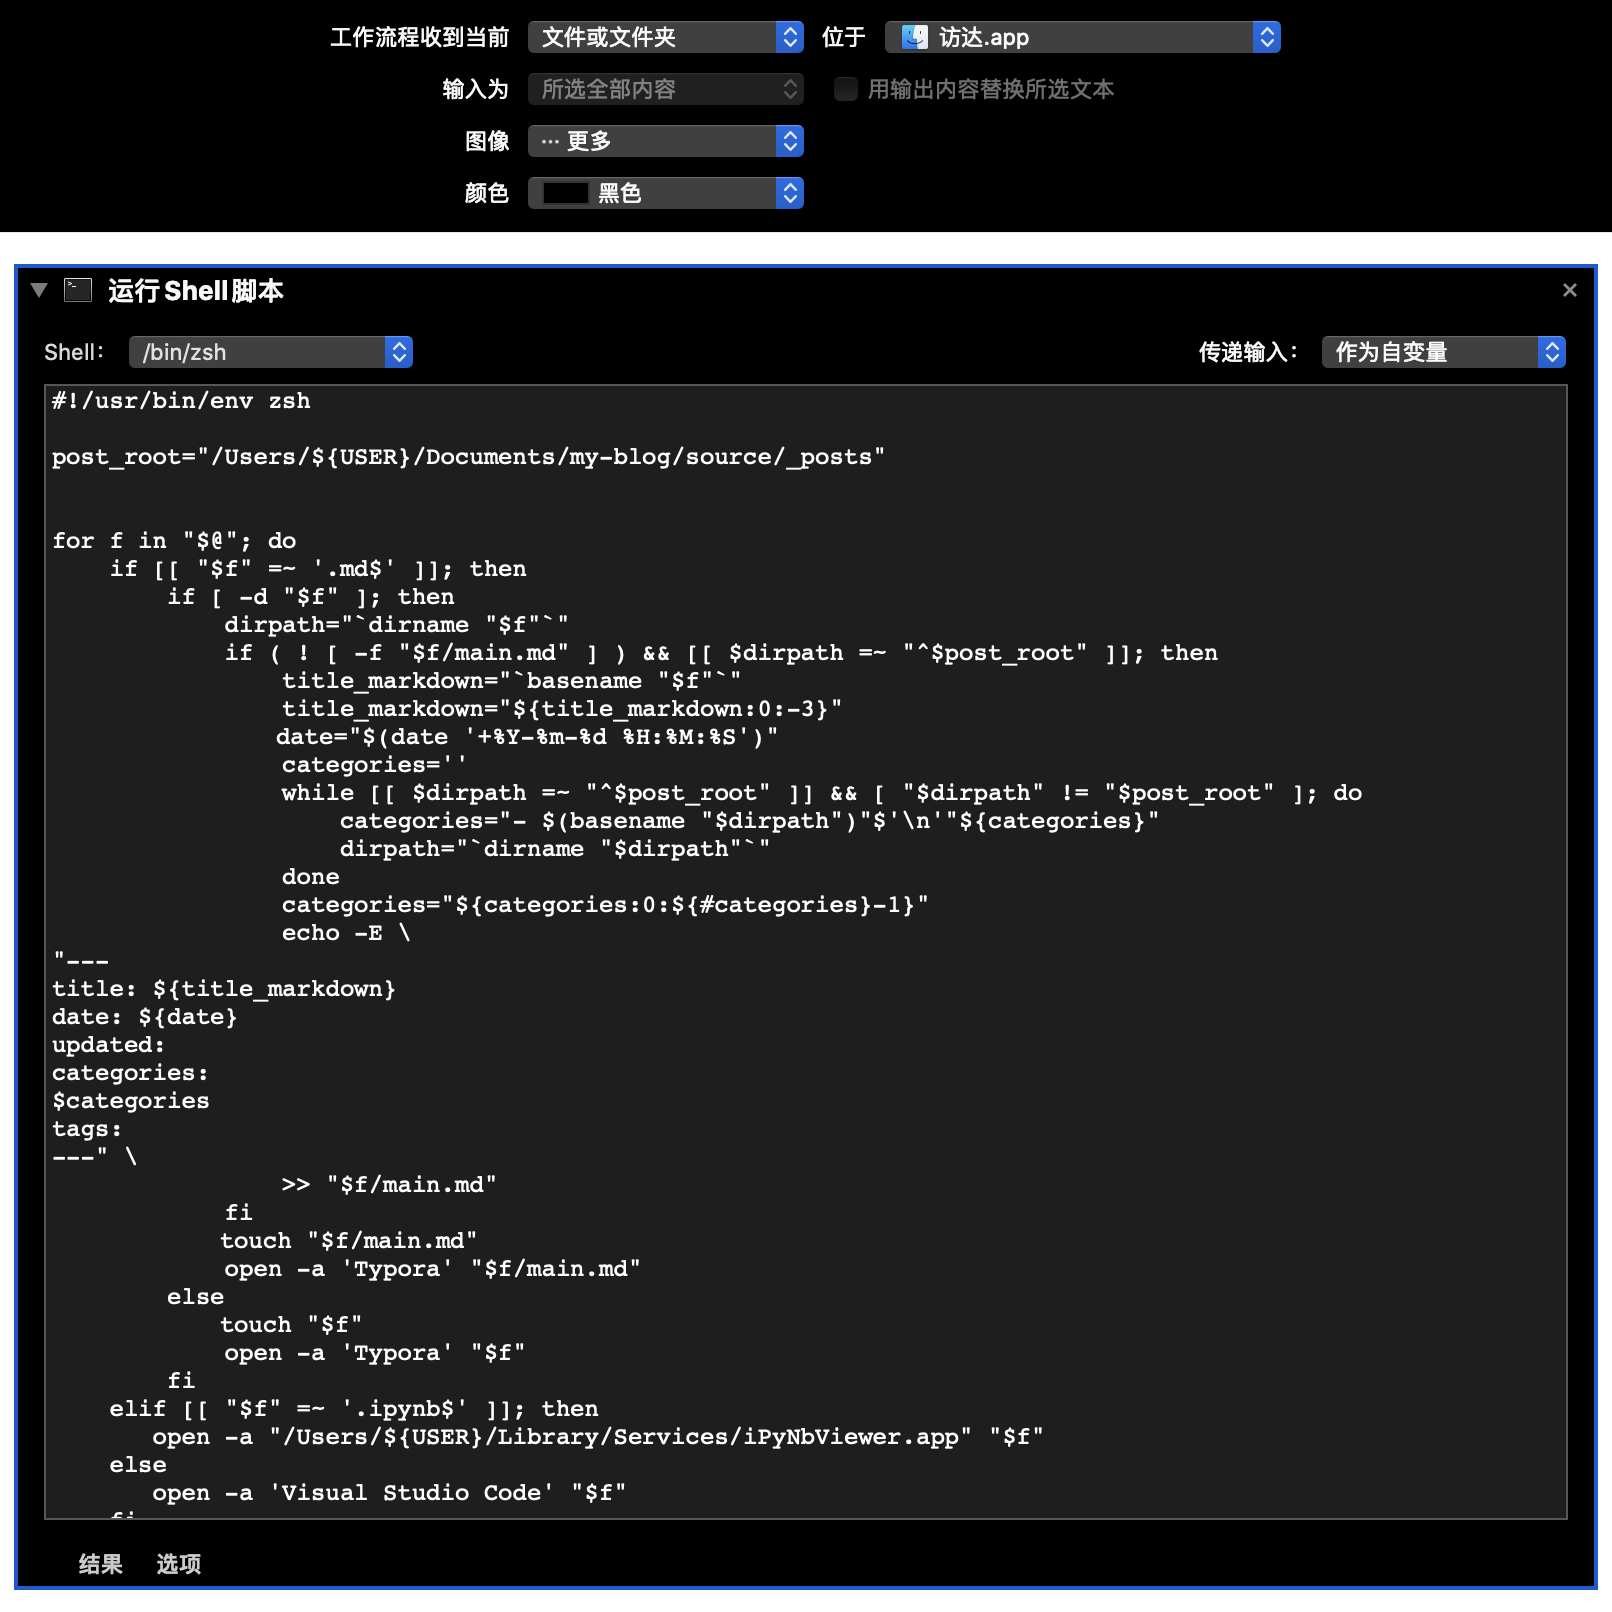 工作流程收到当前 文件或文件夹 位于 访达.app
输入为 所选全部内容 用输出内容替换所选文本
图像 ··· 更多
颜色 黑色
运行 Shell 脚本
Shell: /bin/zsh 传递输入: 作为自变量
#!/usr/bin/env zsh
post_root="/Users/${USER}/Documents/my-blog/source/_posts"
for f in "$@"; do
    if [[ "$f" =~ '.md$' ]]; then
        if [ -d "$f" ]; then
            dirpath="`dirname "$f"`"
            if ( ! [ -f "$f/main.md" ] ) && [[ $dirpath =~ "^$post_root" ]]; then
                title_markdown="`basename "$f"`"
                title_markdown="${title_markdown:0:-3}"
                date="$(date '+%Y-%m-%d %H:%M:%S')"
                categories=''
                while [[ $dirpath =~ "^$post_root" ]] && [ "$dirpath" != "$post_root" ]; do
                    categories="- $(basename "$dirpath")"$'\n'"${categories}"
                    dirpath="`dirname "$dirpath"`"
                done
                categories="${categories:0:${#categories}-1}"
                echo -E \
"---
title: ${title_markdown}
date: ${date}
updated:
categories:
$categories
tags:
---" \
                >> "$f/main.md"
            fi
            touch "$f/main.md"
            open -a 'Typora' "$f/main.md"
        else
            touch "$f"
            open -a 'Typora' "$f"
        fi
    elif [[ "$f" =~ '.ipynb$' ]]; then
       open -a "/Users/${USER}/Library/Services/iPyNbViewer.app" "$f"
    else
       open -a 'Visual Studio Code' "$f"
    fi
结果 选项